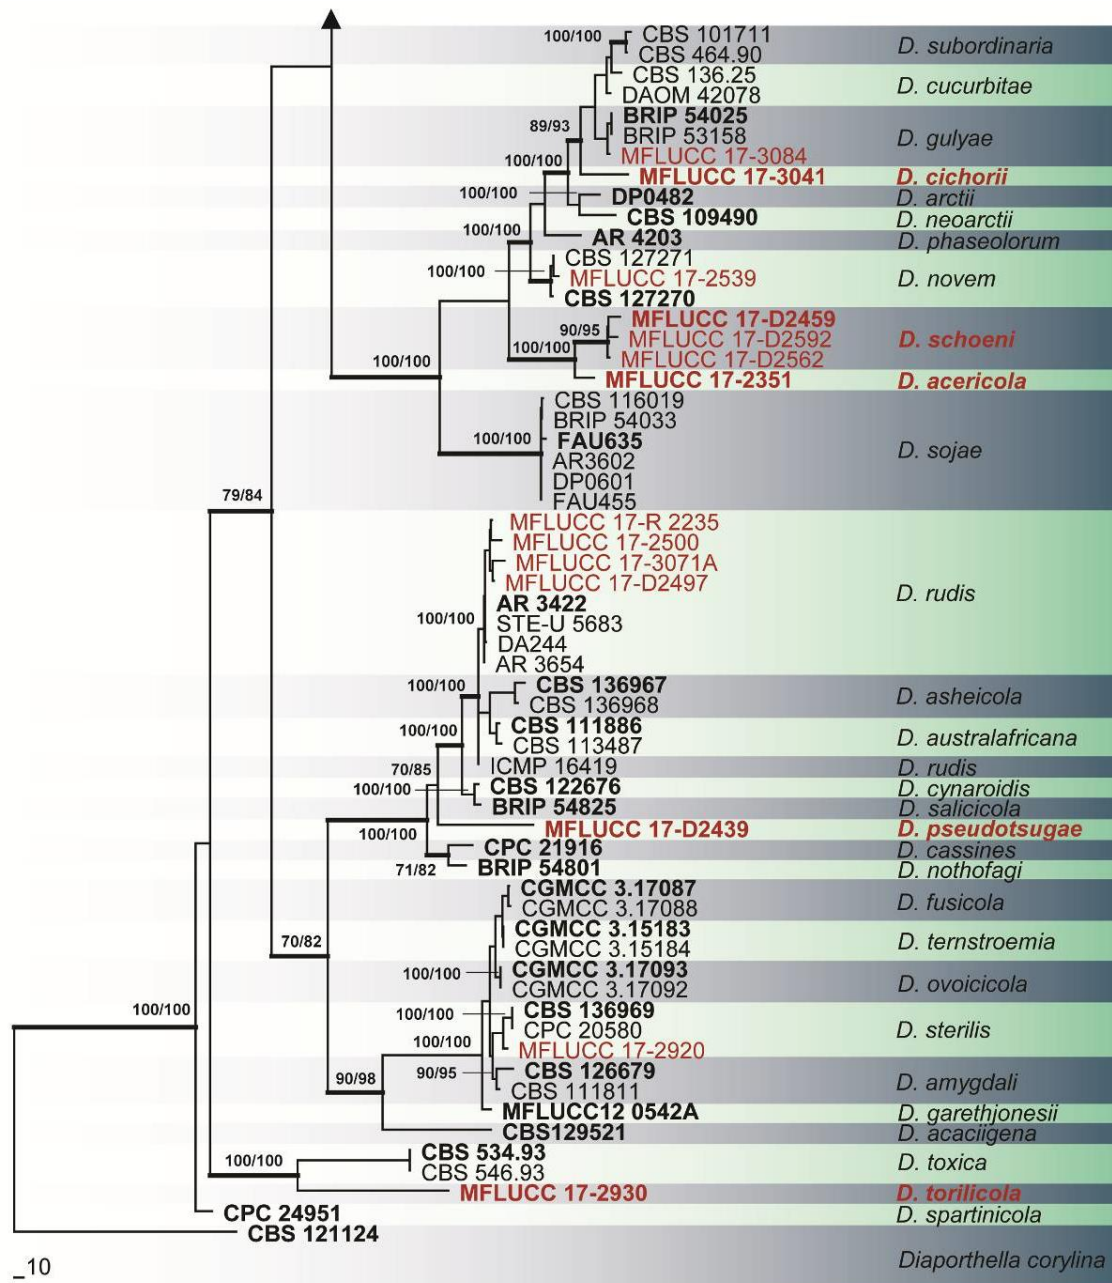 100/100
CBS 101711
CBS 464.90
D. subordinaria
CBS 136.25
DAOM 42078
D. cucurbitae
89/93
BRIP 54025
BRIP 53158
MFLUCC 17-3084
D. gulyae
100/100
MFLUCC 17-3041
D. cichorii
100/100
DP0482
D. arctii
CBS 109490
D. neoarctii
100/100
AR 4203
D. phaseolorum
100/100
CBS 127271
MFLUCC 17-2539
CBS 127270
D. novem
90/95
MFLUCC 17-D2459
MFLUCC 17-D2592
MFLUCC 17-D2562
D. schoeni
100/100
100/100
MFLUCC 17-2351
D. acericola
CBS 116019
BRIP 54033
100/100
FAU635
AR3602
DP0601
FAU455
D. sojae
79/84
MFLUCC 17-R 2235
MFLUCC 17-2500
MFLUCC 17-3071A
MFLUCC 17-D2497
AR 3422
100/100
STE-U 5683
DA244
AR 3654
D. rudis
100/100
CBS 136967
CBS 136968
D. asheicola
100/100
CBS 111886
CBS 113487
D. australafricana
70/85
ICMP 16419
D. rudis
100/100
CBS 122676
D. cynaroidis
BRIP 54825
D. salicicola
100/100
MFLUCC 17-D2439
D. pseudotsugae
CPC 21916
D. cassines
71/82
BRIP 54801
D. nothofagi
CGMCC 3.17087
CGMCC 3.17088
D. fusicola
70/82
CGMCC 3.15183
CGMCC 3.15184
D. ternstroemia
100/100
CGMCC 3.17093
CGMCC 3.17092
D. ovoicicola
100/100
100/100
CBS 136969
CPC 20580
MFLUCC 17-2920
D. sterilis
100/100
90/95
CBS 126679
CBS 111811
D. amygdali
90/98
MFLUCC12 0542A
D. garethjonesii
CBS129521
D. acaciigena
100/100
CBS 534.93
CBS 546.93
D. toxica
MFLUCC 17-2930
D. torilicola
CPC 24951
D. spartinicola
CBS 121124
Diaporthella corylina
10